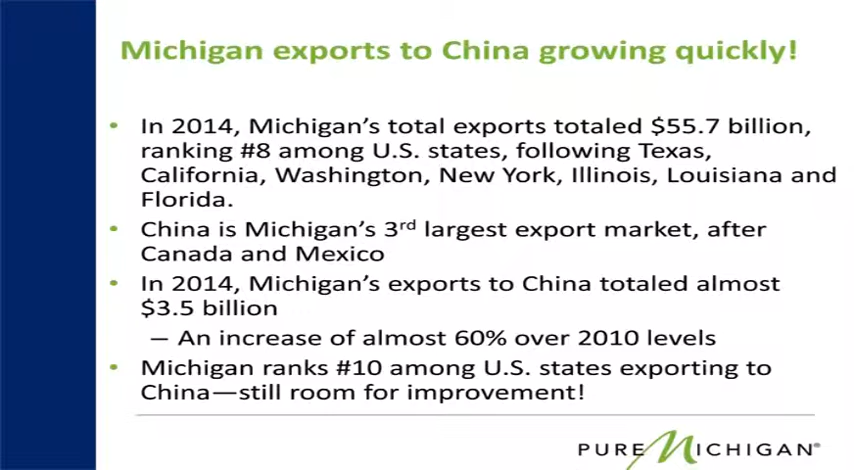 Michigan exports to China growing quickly!
• In 2014, Michigan's total exports totaled $55.7 billion,
ranking #8 among U.S. states, following Texas,
California, Washington, New York, Illinois, Louisiana and
Florida.
• China is Michigan's 3rd largest export market, after
Canada and Mexico
• In 2014, Michigan's exports to China totaled almost
$3.5 billion
– An increase of almost 60% over 2010 levels
• Michigan ranks #10 among U.S. states exporting to
China—still room for improvement!
PURE MICHIGAN®